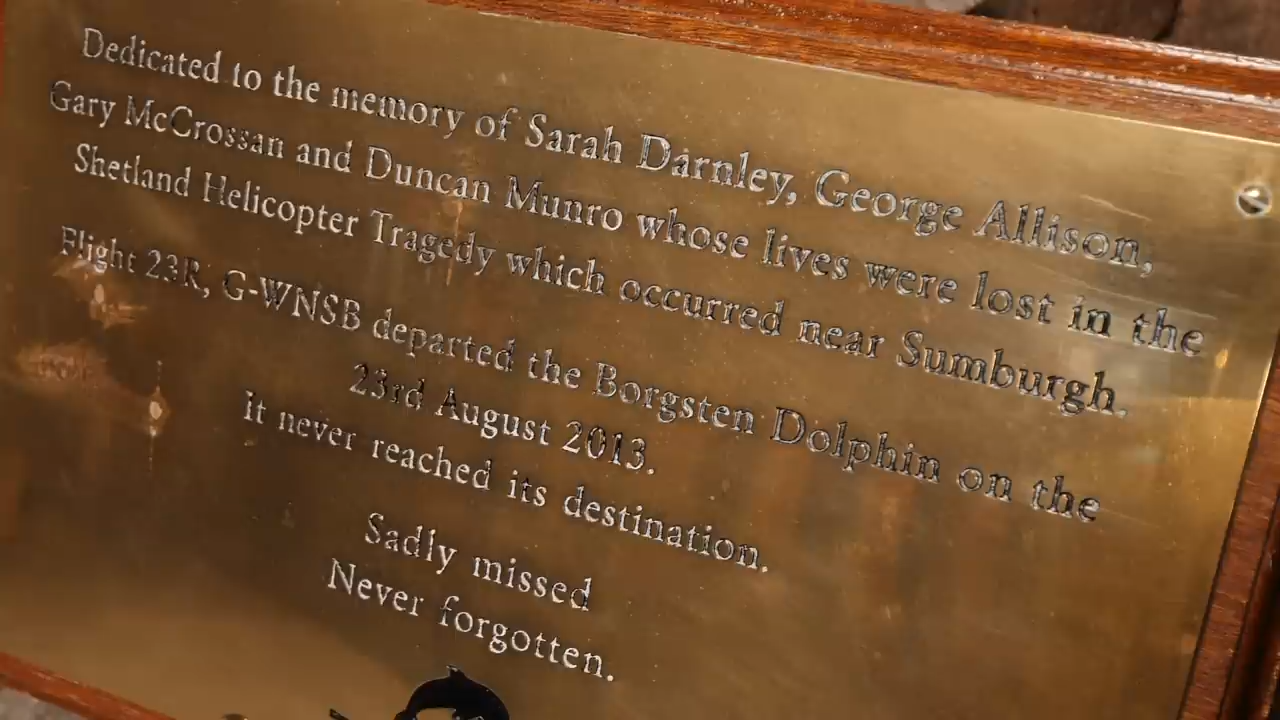 Dedicated to the memory of Sarah Darnley, George Allison,
Gary McCrossan and Duncan Munro whose lives were lost in the
Shetland Helicopter Tragedy which occurred near Sumburgh.
Flight 23R, G-WNSB departed the Borgsten Dolphin on the
23rd August 2013.
It never reached its destination.
Sadly missed
Never forgotten.